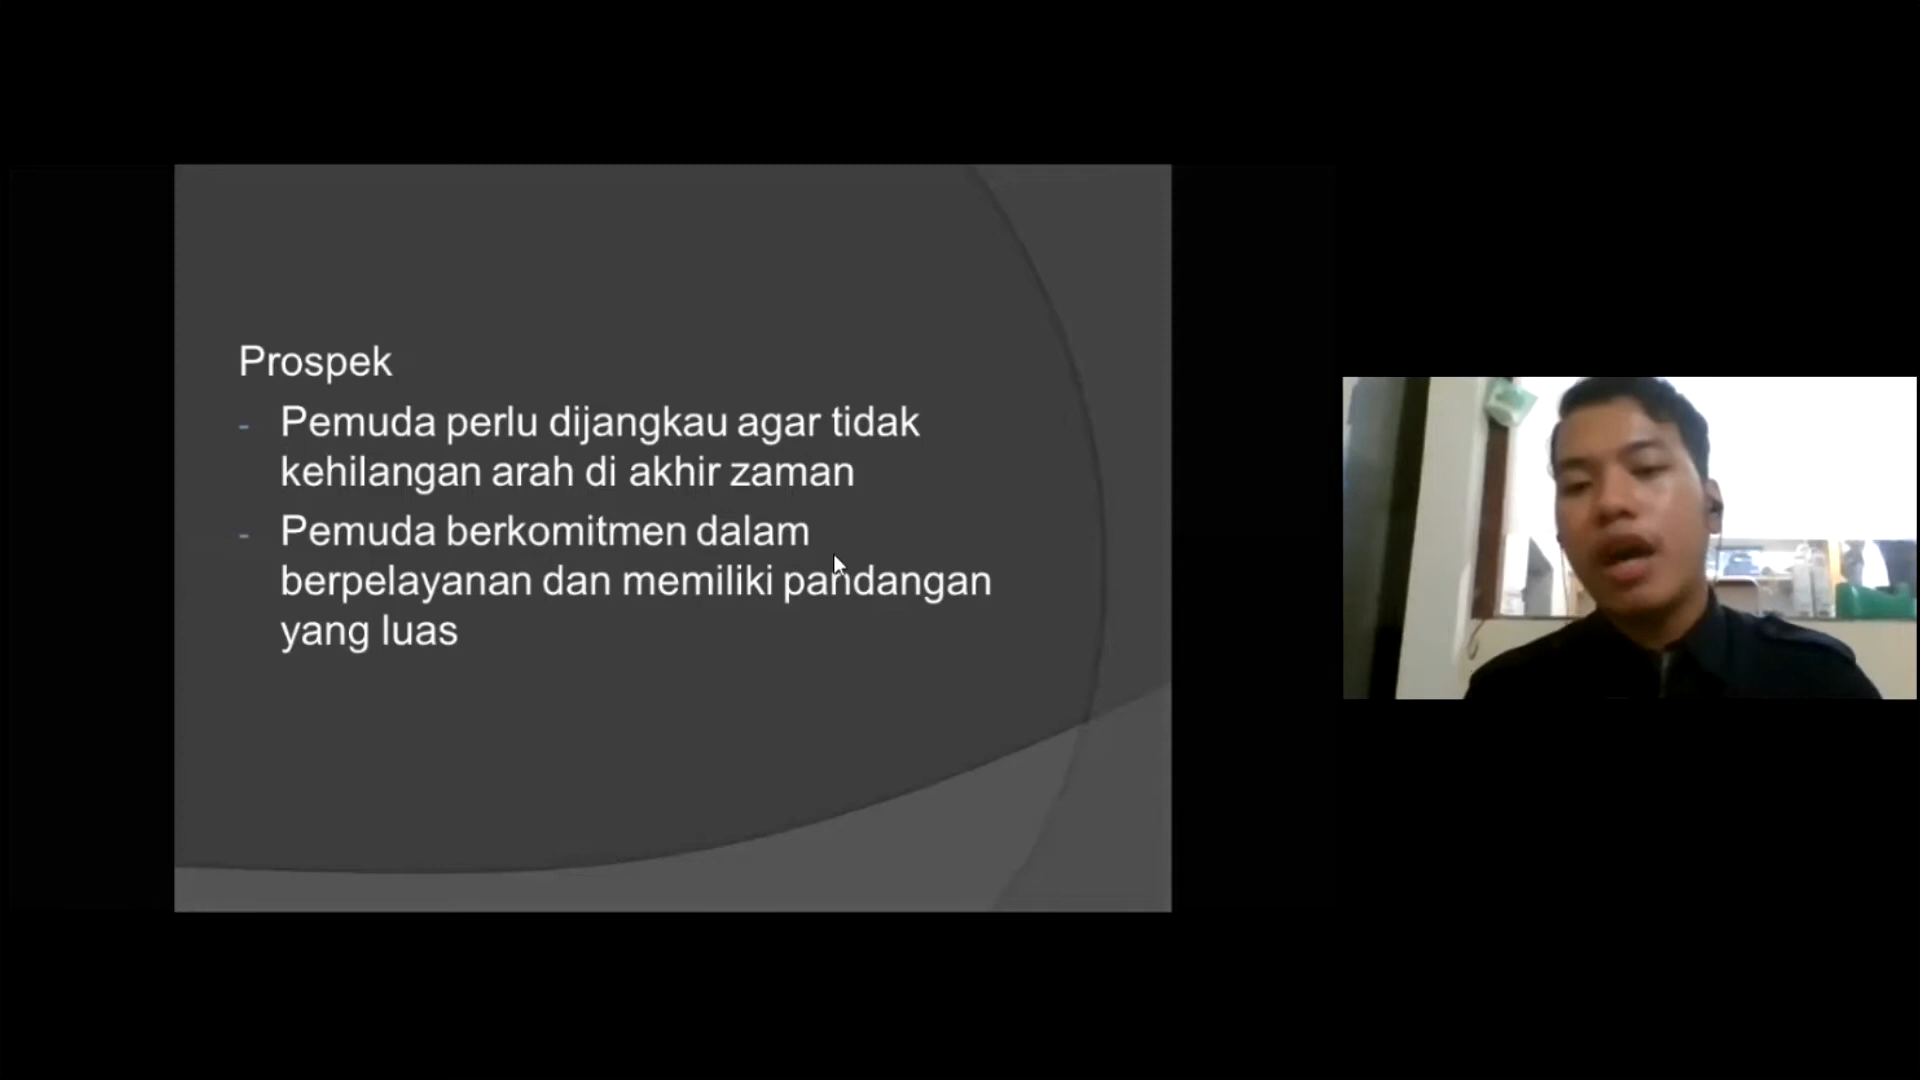 Prospek
- Pemuda perlu dijangkau agar tidak
kehilangan arah di akhir zaman
- Pemuda berkomitmen dalam
berpelayanan dan memiliki pandangan
yang luas